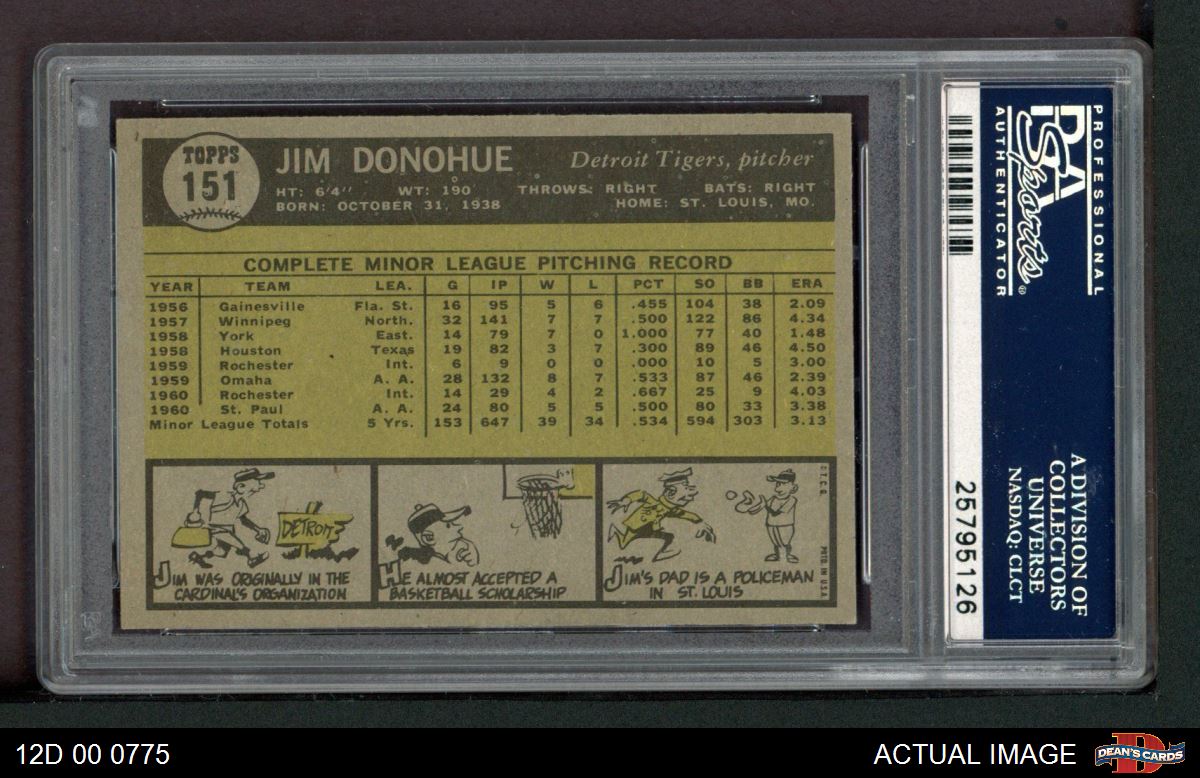 TOPPS
151
JIM DONOHUE
Detroit Tigers, pitcher
HT: 6'4" WT: 190 THROWS: RIGHT BATS: RIGHT
BORN: OCTOBER 31, 1938 HOME: ST. LOUIS, MO.
COMPLETE MINOR LEAGUE PITCHING RECORD
YEAR TEAM LEA. G IP W L PCT SO BB ERA
1956 Gainesville Fla. St. 16 95 5 6 .455 104 38 2.09
1957 Winnipeg North. 32 141 7 7 .500 122 86 4.34
1958 York East. 14 79 7 0 1.000 77 40 1.48
1958 Houston Texas 19 82 3 7 .300 89 46 4.50
1959 Rochester Int. 6 9 0 0 .000 10 5 3.00
1959 Omaha A. A. 28 132 8 7 .533 87 46 2.39
1960 Rochester Int. 14 29 4 2 .667 25 9 4.03
1960 St. Paul A. A. 24 80 5 5 .500 80 33 3.38
Minor League Totals 5 Yrs. 153 647 39 34 .534 594 303 3.13
DETROIT
JIM WAS ORIGINALLY IN THE
CARDINAL'S ORGANIZATION
HE ALMOST ACCEPTED A
BASKETBALL SCHOLARSHIP
JIM'S DAD IS A POLICEMAN
IN ST. LOUIS
© T. C. G.
PRTD. IN U.S.A.
PROFESSIONAL
PSA
Sports®
AUTHENTICATOR
A DIVISION OF
COLLECTORS
UNIVERSE
NASDAQ: CLCT
25795126
12D 00 0775
ACTUAL IMAGE
DEAN'S CARDS